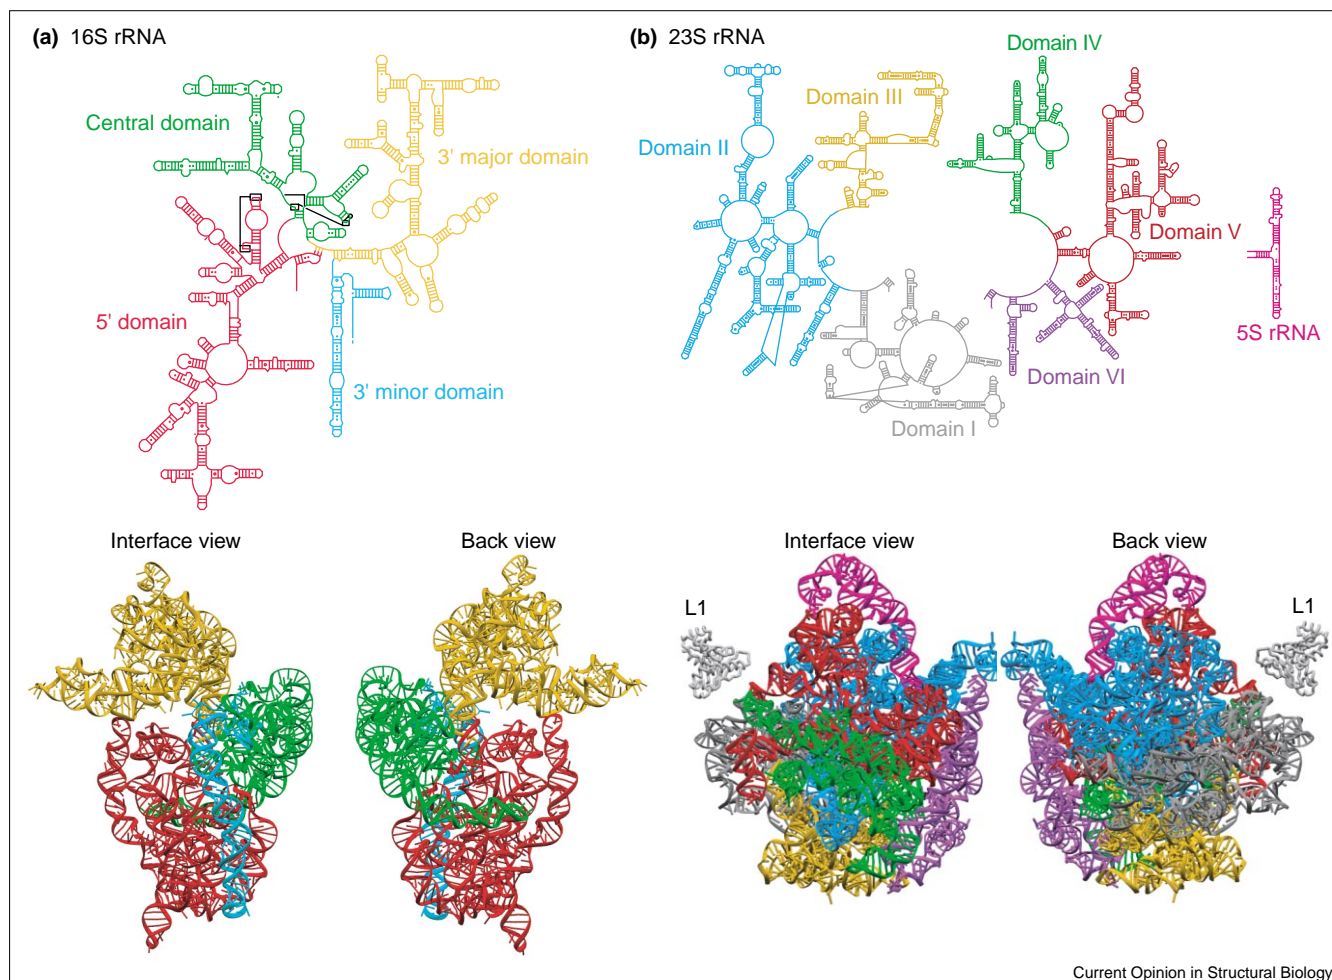 (a) 16S rRNA
Central domain
3' major domain
5' domain
3' minor domain
(b) 23S rRNA
Domain IV
Domain III
Domain II
Domain V
5S rRNA
Domain VI
Domain I
Interface view
Back view
Interface view
Back view
L1
L1
Current Opinion in Structural Biology